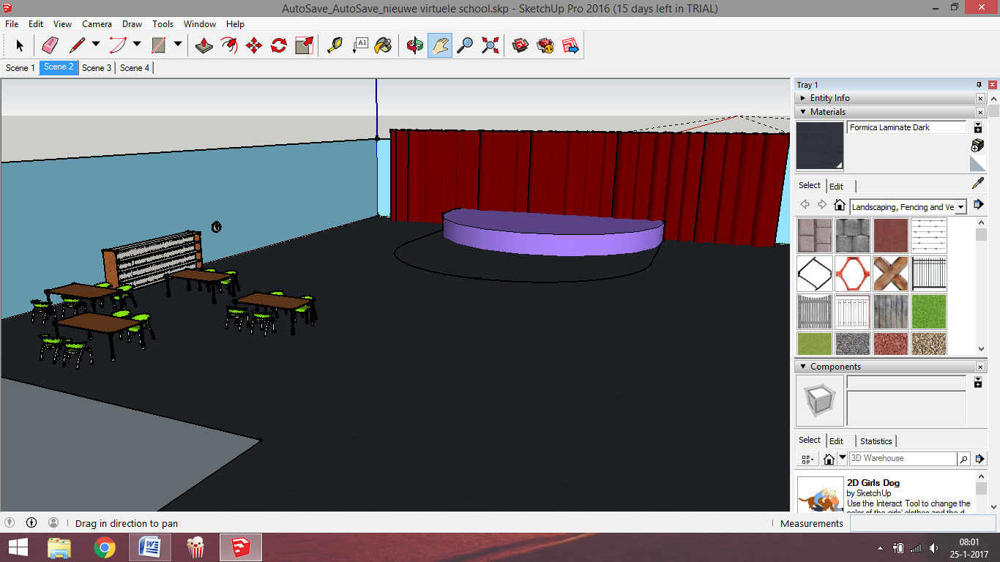 AutoSave_AutoSave_nieuwe virtuele school.skp - SketchUp Pro 2016 (15 days left in TRIAL)
File Edit View Camera Draw Tools Window Help
A1
Scene 1 Scene 2 Scene 3 Scene 4
Tray 1
Entity Info
Materials
Formica Laminate Dark
Select Edit
Landscaping, Fencing and Ve
Components
Select Edit Statistics
3D Warehouse
2D Girls Dog
by SketchUp
Use the Interact Tool to change the
color of the girls' clothes and the d
Drag in direction to pan
Measurements
08:01
25-1-2017